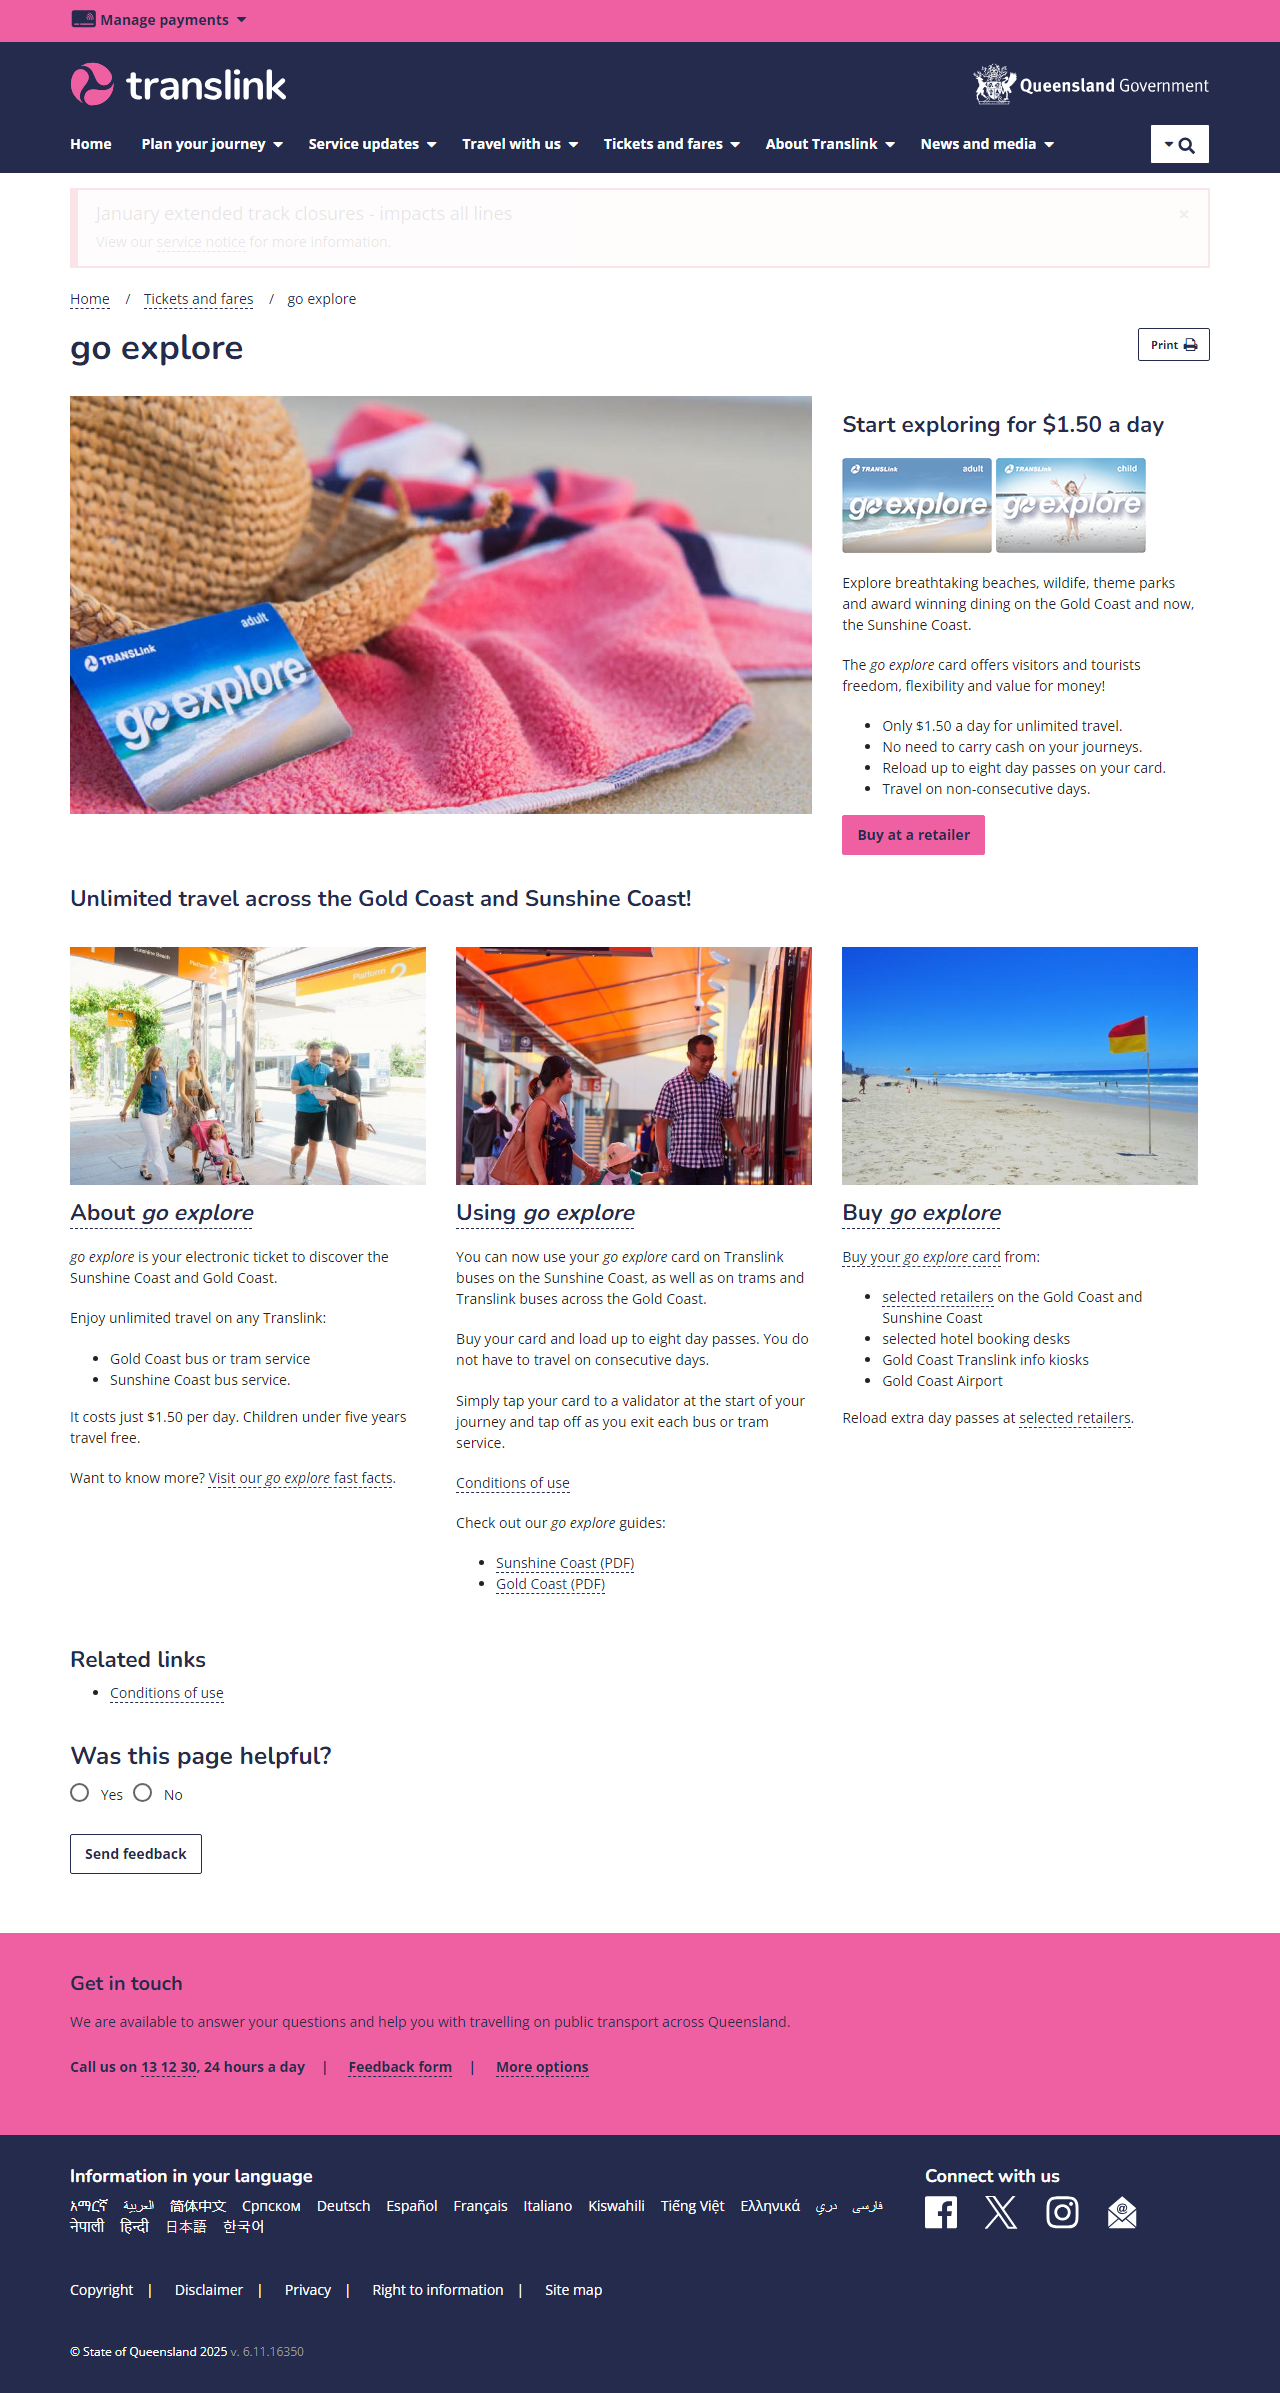 Manage payments
translink
Queensland Government
Home Plan your journey Service updates Travel with us Tickets and fares About Translink News and media
January extended track closures - impacts all lines
×
View our service notice for more information.
Home / Tickets and fares / go explore
go explore
Print
adult
TRANSLink
go explore
Start exploring for $1.50 a day
TRANSLink adult
go explore
TRANSLink child
go explore
Explore breathtaking beaches, wildife, theme parks
and award winning dining on the Gold Coast and now,
the Sunshine Coast.
The go explore card offers visitors and tourists
freedom, flexibility and value for money!
• Only $1.50 a day for unlimited travel.
• No need to carry cash on your journeys.
• Reload up to eight day passes on your card.
• Travel on non-consecutive days.
Buy at a retailer
Unlimited travel across the Gold Coast and Sunshine Coast!
Sunshine Beach
Platform
2
Platform
2
About go explore
go explore is your electronic ticket to discover the
Sunshine Coast and Gold Coast.
Enjoy unlimited travel on any Translink:
• Gold Coast bus or tram service
• Sunshine Coast bus service.
It costs just $1.50 per day. Children under five years
travel free.
Want to know more? Visit our go explore fast facts.
Using go explore
You can now use your go explore card on Translink
buses on the Sunshine Coast, as well as on trams and
Translink buses across the Gold Coast.
Buy your card and load up to eight day passes. You do
not have to travel on consecutive days.
Simply tap your card to a validator at the start of your
journey and tap off as you exit each bus or tram
service.
Conditions of use
Check out our go explore guides:
• Sunshine Coast (PDF)
• Gold Coast (PDF)
Buy go explore
Buy your go explore card from:
• selected retailers on the Gold Coast and
Sunshine Coast
• selected hotel booking desks
• Gold Coast Translink info kiosks
• Gold Coast Airport
Reload extra day passes at selected retailers.
Related links
• Conditions of use
Was this page helpful?
Yes No
Send feedback
Get in touch
We are available to answer your questions and help you with travelling on public transport across Queensland.
Call us on 13 12 30, 24 hours a day | Feedback form | More options
Information in your language
አማርኛ العربية 简体中文 Српском Deutsch Español Français Italiano Kiswahili Tiếng Việt Ελληνικά دري فارسی
नेपाली हिन्दी 日本語 한국어
Connect with us
@
Copyright | Disclaimer | Privacy | Right to information | Site map
© State of Queensland 2025 v. 6.11.16350